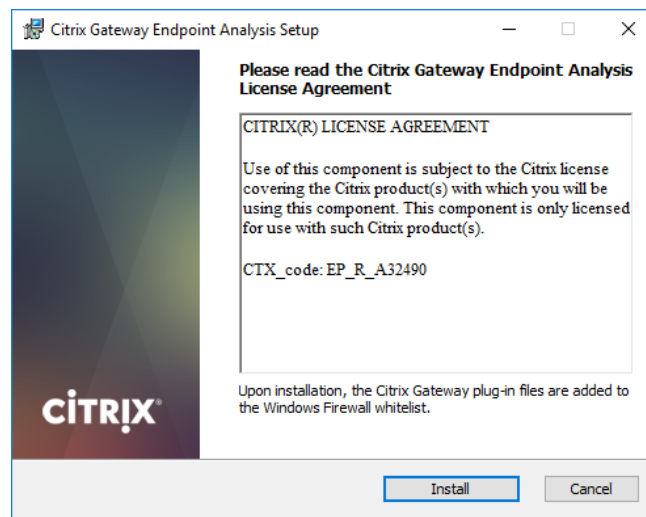 Citrix Gateway Endpoint Analysis Setup
Please read the Citrix Gateway Endpoint Analysis
License Agreement
CITRIX(R) LICENSE AGREEMENT
Use of this component is subject to the Citrix license
covering the Citrix product(s) with which you will be
using this component. This component is only licensed
for use with such Citrix product(s).
CTX_code: EP_R_A32490
Upon installation, the Citrix Gateway plug-in files are added to
the Windows Firewall whitelist.
CITRIX®
Install
Cancel